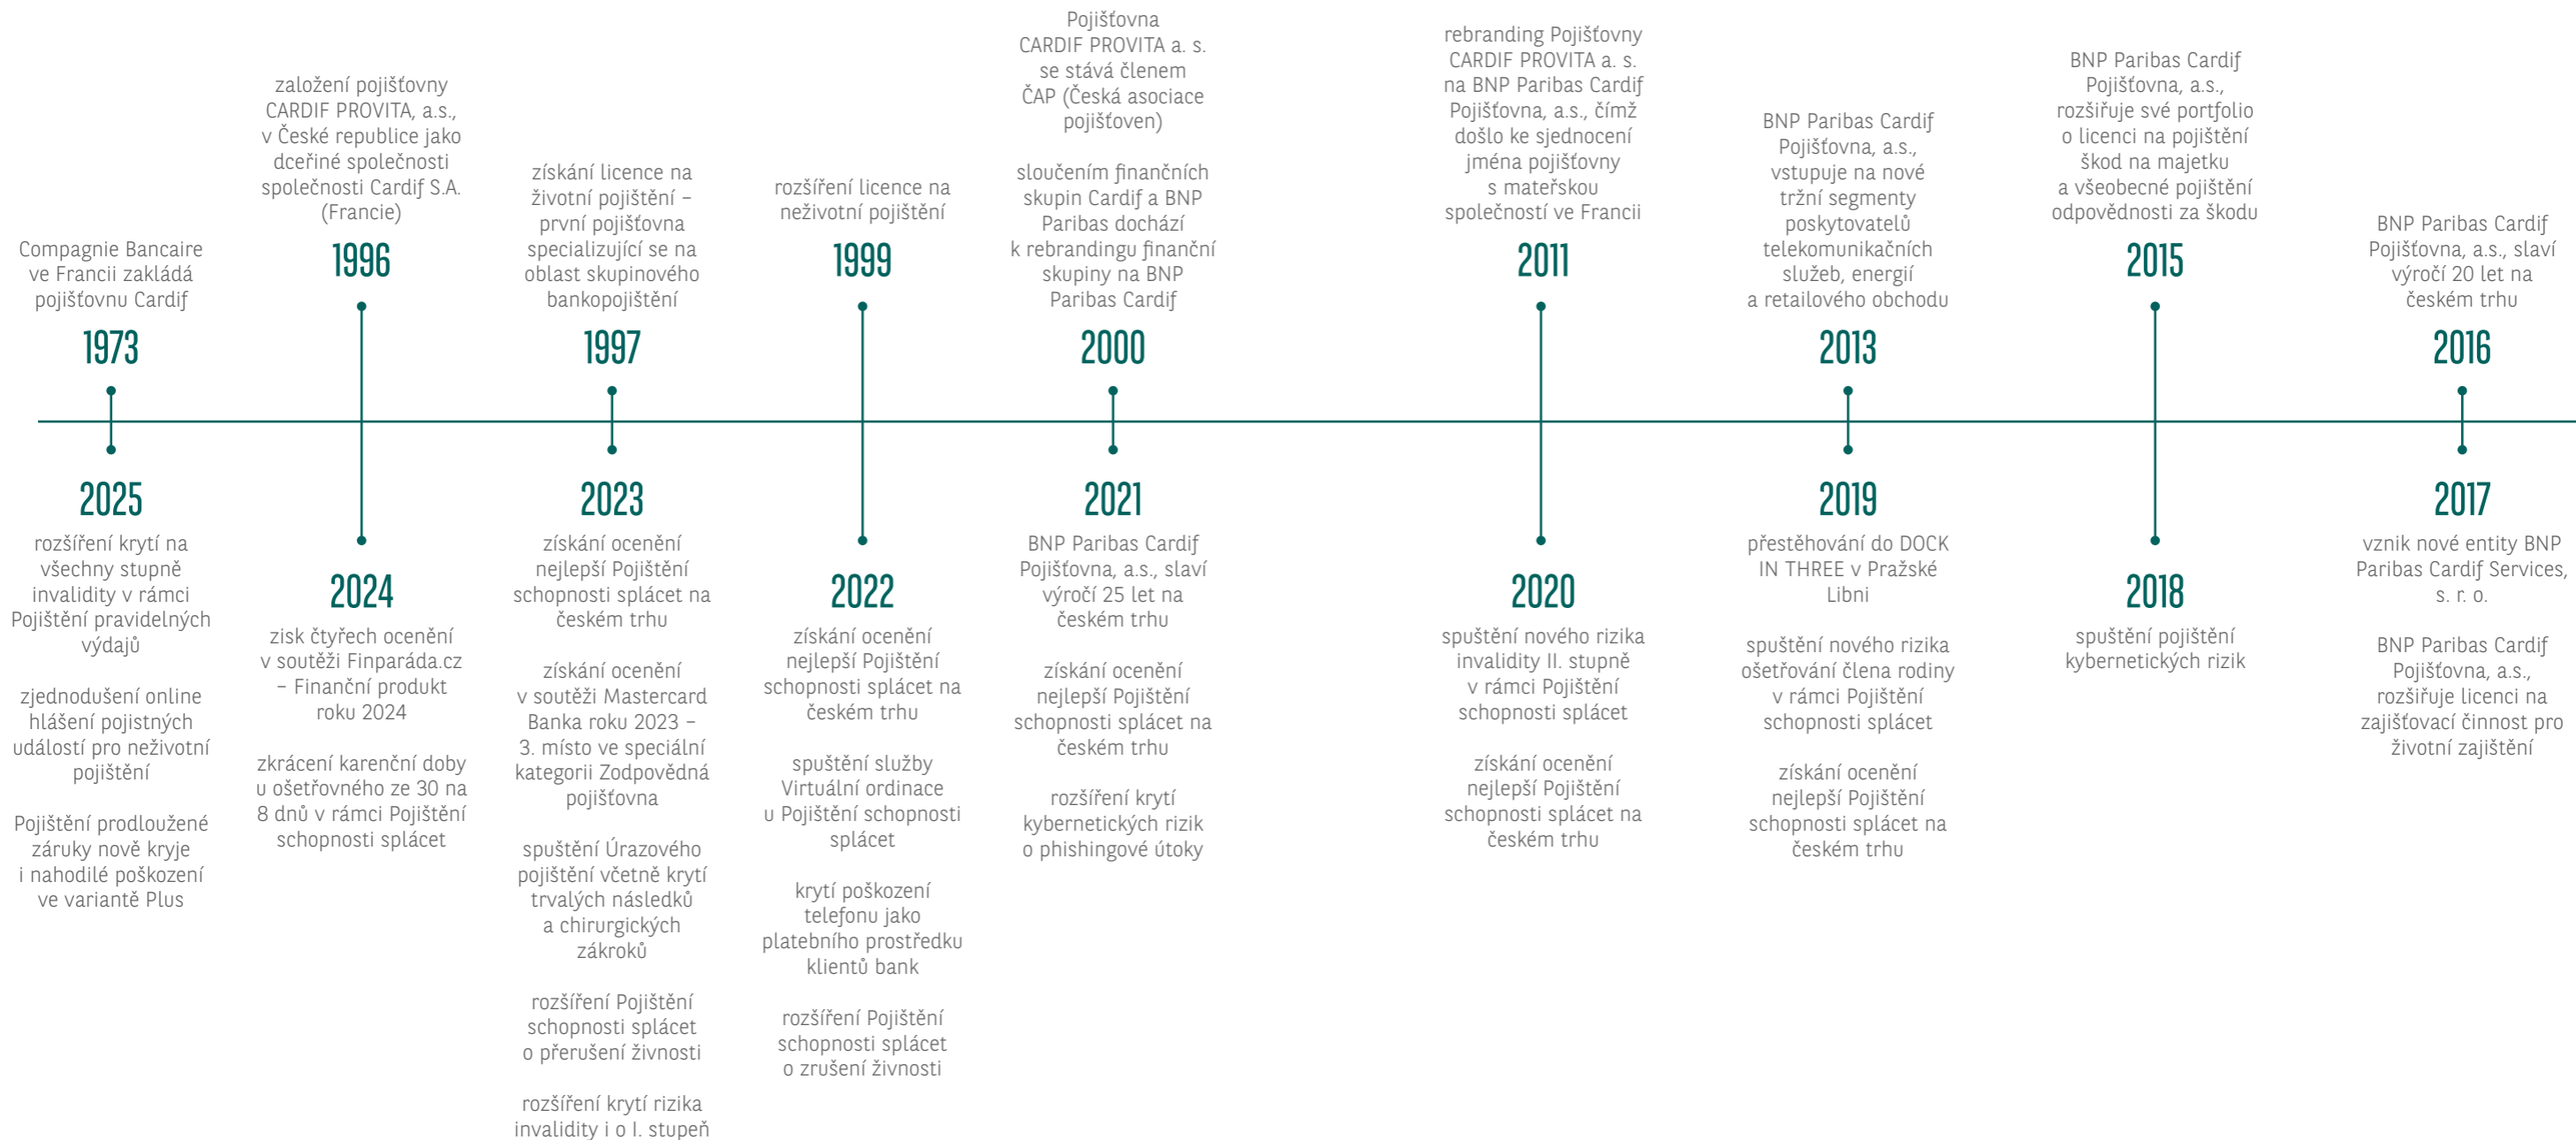 Compagnie Bancaire
ve Francii zakládá
pojišťovnu Cardif
1973
založení pojišťovny
CARDIF PROVITA, a.s.,
v České republice jako
dceřiné společnosti
společnosti Cardif S.A.
(Francie)
1996
získání licence na
životní pojištění –
první pojišťovna
specializující se na
oblast skupinového
bankopojištění
1997
rozšíření licence na
neživotní pojištění
1999
Pojišťovna
CARDIF PROVITA a. s.
se stává členem
ČAP (Česká asociace
pojišťoven)
sloučením finančních
skupin Cardif a BNP
Paribas dochází
k rebrandingu finanční
skupiny na BNP
Paribas Cardif
2000
rebranding Pojišťovny
CARDIF PROVITA a. s.
na BNP Paribas Cardif
Pojišťovna, a.s., čímž
došlo ke sjednocení
jména pojišťovny
s mateřskou
společností ve Francii
2011
BNP Paribas Cardif
Pojišťovna, a.s.,
vstupuje na nové
tržní segmenty
poskytovatelů
telekomunikačních
služeb, energií
a retailového obchodu
2013
BNP Paribas Cardif
Pojišťovna, a.s.,
rozšiřuje své portfolio
o licenci na pojištění
škod na majetku
a všeobecné pojištění
odpovědnosti za škodu
2015
BNP Paribas Cardif
Pojišťovna, a.s., slaví
výročí 20 let na
českém trhu
2016
2025
rozšíření krytí na
všechny stupně
invalidity v rámci
Pojištění pravidelných
výdajů
zjednodušení online
hlášení pojistných
událostí pro neživotní
pojištění
Pojištění prodloužené
záruky nově kryje
i nahodilé poškození
ve variantě Plus
2024
zisk čtyřech ocenění
v soutěži Finparáda.cz
– Finanční produkt
roku 2024
zkrácení karenční doby
u ošetřovného ze 30 na
8 dnů v rámci Pojištění
schopnosti splácet
2023
získání ocenění
nejlepší Pojištění
schopnosti splácet na
českém trhu
získání ocenění
v soutěži Mastercard
Banka roku 2023 –
3. místo ve speciální
kategorii Zodpovědná
pojišťovna
spuštění Úrazového
pojištění včetně krytí
trvalých následků
a chirurgických
zákroků
rozšíření Pojištění
schopnosti splácet
o přerušení živnosti
rozšíření krytí rizika
invalidity i o I. stupeň
2022
získání ocenění
nejlepší Pojištění
schopnosti splácet na
českém trhu
spuštění služby
Virtuální ordinace
u Pojištění schopnosti
splácet
krytí poškození
telefonu jako
platebního prostředku
klientů bank
rozšíření Pojištění
schopnosti splácet
o zrušení živnosti
2021
BNP Paribas Cardif
Pojišťovna, a.s., slaví
výročí 25 let na
českém trhu
získání ocenění
nejlepší Pojištění
schopnosti splácet na
českém trhu
rozšíření krytí
kybernetických rizik
o phishingové útoky
2020
spuštění nového rizika
invalidity II. stupně
v rámci Pojištění
schopnosti splácet
získání ocenění
nejlepší Pojištění
schopnosti splácet na
českém trhu
2019
přestěhování do DOCK
IN THREE v Pražské
Libni
spuštění nového rizika
ošetřování člena rodiny
v rámci Pojištění
schopnosti splácet
získání ocenění
nejlepší Pojištění
schopnosti splácet na
českém trhu
2018
spuštění pojištění
kybernetických rizik
2017
vznik nové entity BNP
Paribas Cardif Services,
s. r. o.
BNP Paribas Cardif
Pojišťovna, a.s.,
rozšiřuje licenci na
zajišťovací činnost pro
životní zajištění